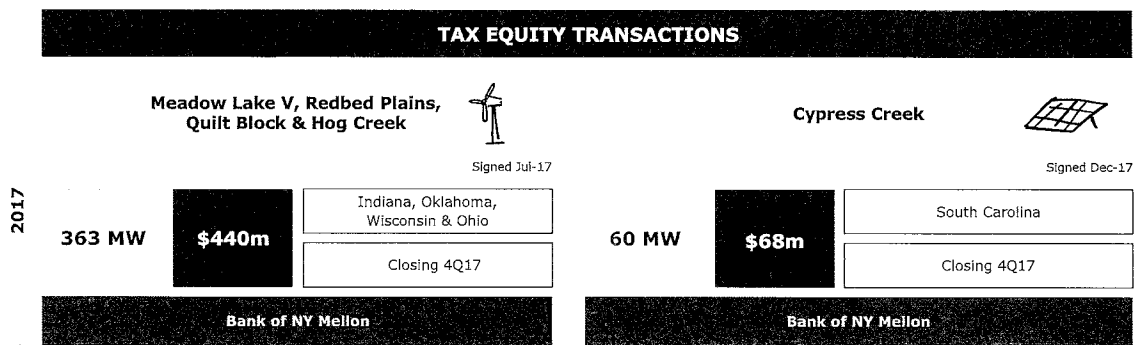 TAX EQUITY TRANSACTIONS
Meadow Lake V, Redbed Plains,
Quilt Block & Hog Creek
Signed Jul-17
2017
363 MW
$440m
Indiana, Oklahoma,
Wisconsin & Ohio
Closing 4Q17
Bank of NY Mellon
Cypress Creek
Signed Dec-17
60 MW
$68m
South Carolina
Closing 4Q17
Bank of NY Mellon